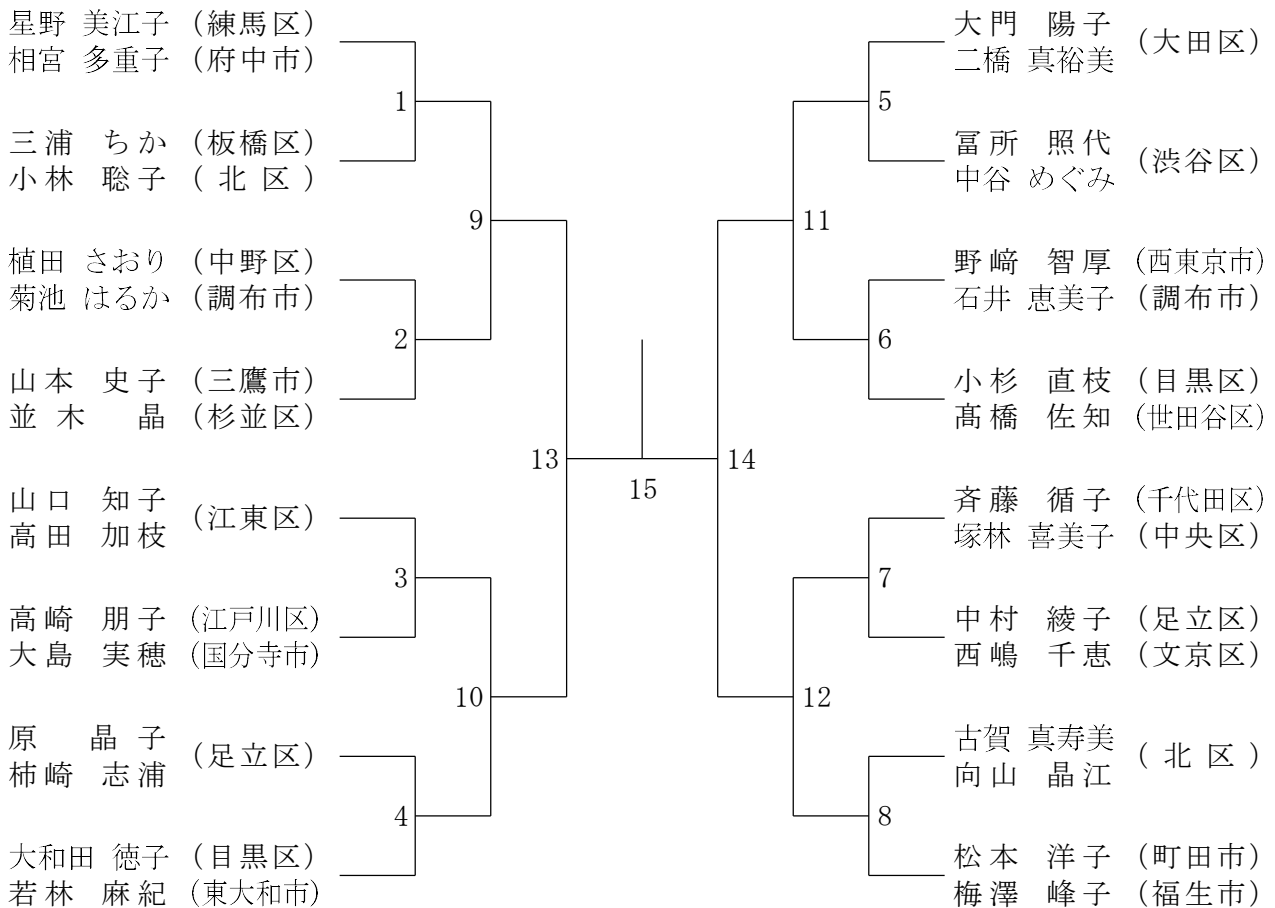 星野 美江子 (練馬区)
相宮 多重子 (府中市)
1
三浦 ちか (板橋区)
小林 聡子 (北区)
9
植田 さおり (中野区)
菊池 はるか (調布市)
2
山本 史子 (三鷹市)
並木 晶 (杉並区)
13
山口 知子 (江東区)
高田 加枝
3
高崎 朋子 (江戸川区)
大島 実穂 (国分寺市)
10
原 晶子 (足立区)
柿崎 志浦
4
大和田 徳子 (目黒区)
若林 麻紀 (東大和市)
15
大門 陽子 (大田区)
二橋 真裕美
5
冨所 照代 (渋谷区)
中谷 めぐみ
11
野﨑 智厚 (西東京市)
石井 恵美子 (調布市)
6
小杉 直枝 (目黒区)
髙橋 佐知 (世田谷区)
14
斉藤 循子 (千代田区)
塚林 喜美子 (中央区)
7
中村 綾子 (足立区)
西嶋 千恵 (文京区)
12
古賀 真寿美 (北区)
向山 晶江
8
松本 洋子 (町田市)
梅澤 峰子 (福生市)